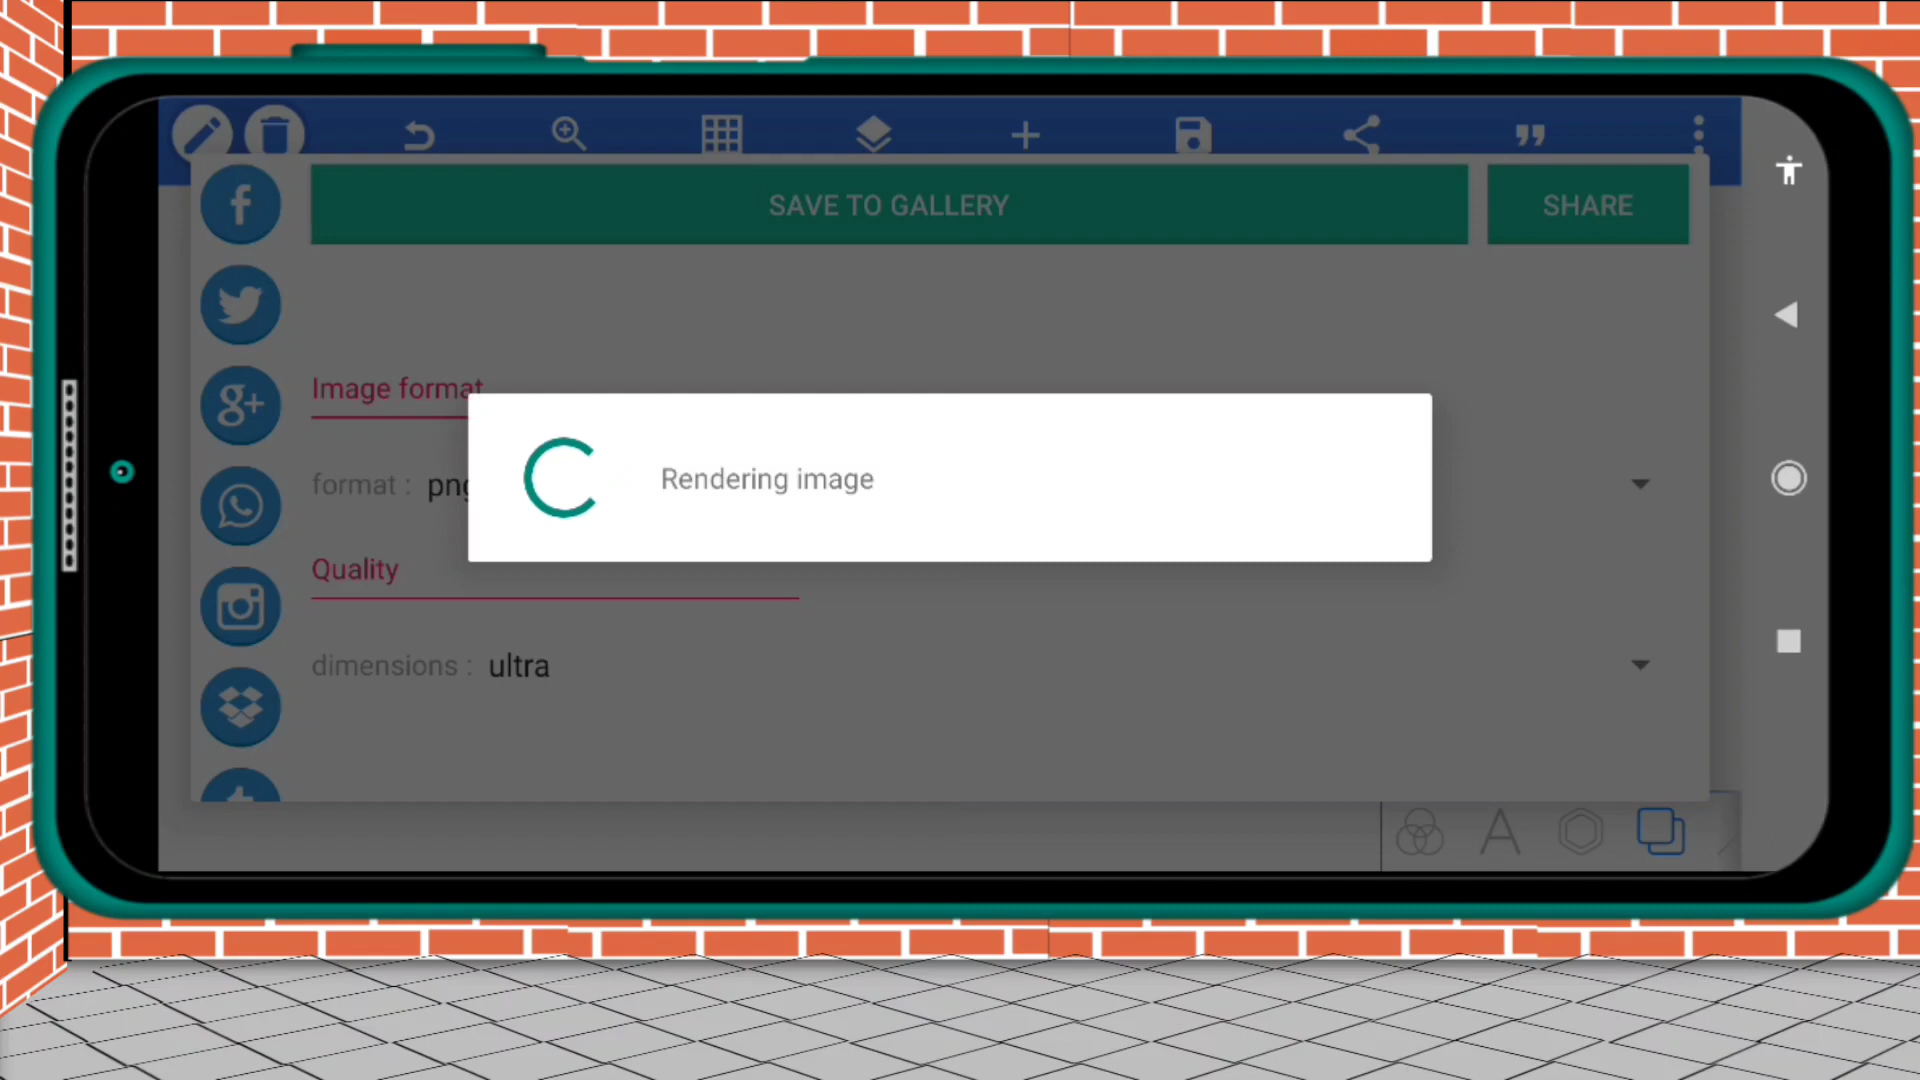 SAVE TO GALLERY
SHARE
Image format
Rendering image
format : png
Quality
dimensions : ultra